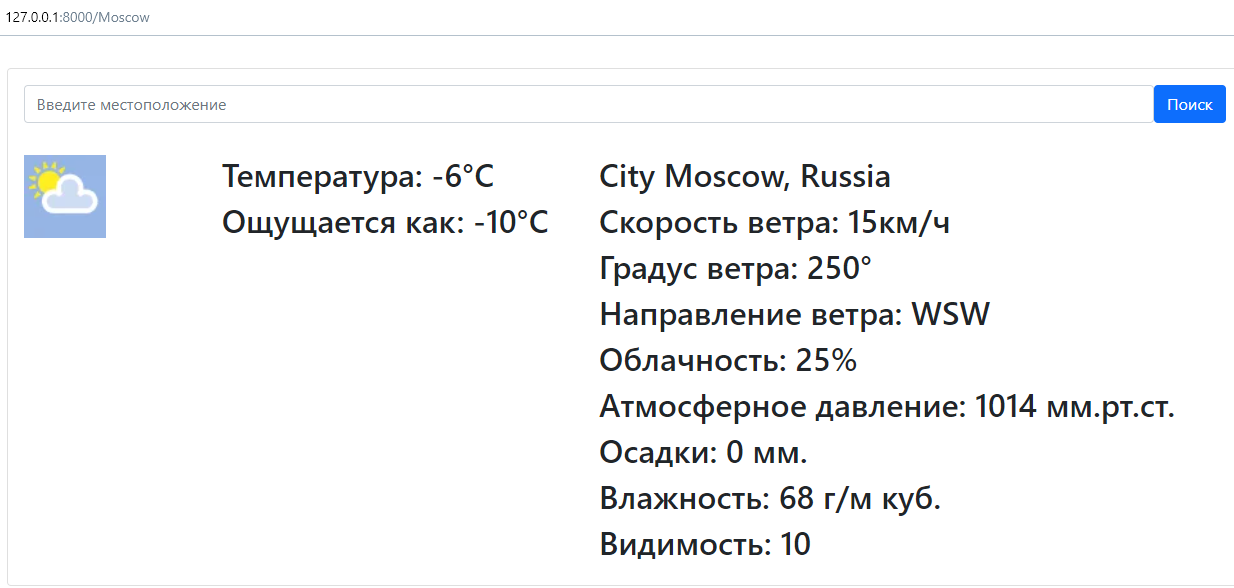 127.0.0.1:8000/Moscow
Введите местоположение
Поиск
Температура: -6°C
Ощущается как: -10°C
City Moscow, Russia
Скорость ветра: 15км/ч
Градус ветра: 250°
Направление ветра: WSW
Облачность: 25%
Атмосферное давление: 1014 мм.рт.ст.
Осадки: 0 мм.
Влажность: 68 г/м куб.
Видимость: 10